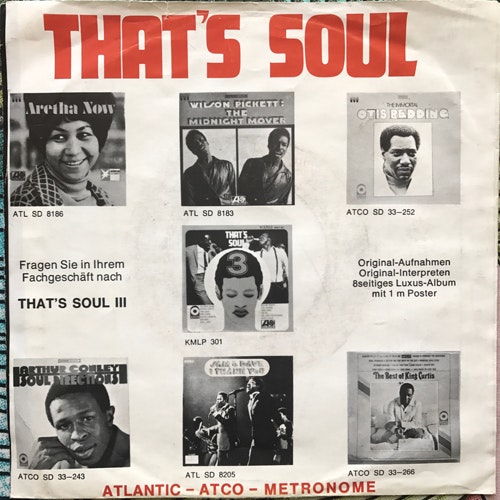 THAT'S SOUL
Aretha Now
WILSON PICKETT:
THE
MIDNIGHT MOVER
THE IMMORTAL
OTIS REDDING
ATL SD 8186
ATL SD 8183
ATCO SD 33-252
Fragen Sie in Ihrem
Fachgeschäft nach
THAT'S SOUL III
THAT'S
SOUL
3
KMLP 301
Original-Aufnahmen
Original-Interpreten
8seitiges Luxus-Album
mit 1 m Poster
ARTHUR CONLEY
SOUL DIRECTIONS
SAM & DAVE
I THANK YOU
The Best of King Curtis
ATCO SD 33-243
ATL SD 8205
ATCO SD 33-266
ATLANTIC - ATCO - METRONOME